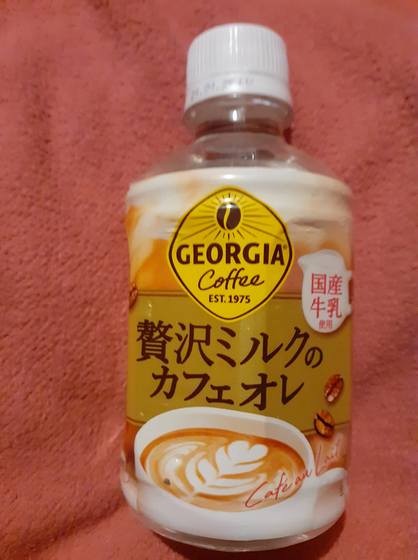 GEORGIA
Coffee
EST. 1975
国産
牛乳
使用
贅沢ミルクの
カフェオレ
Café au Lait